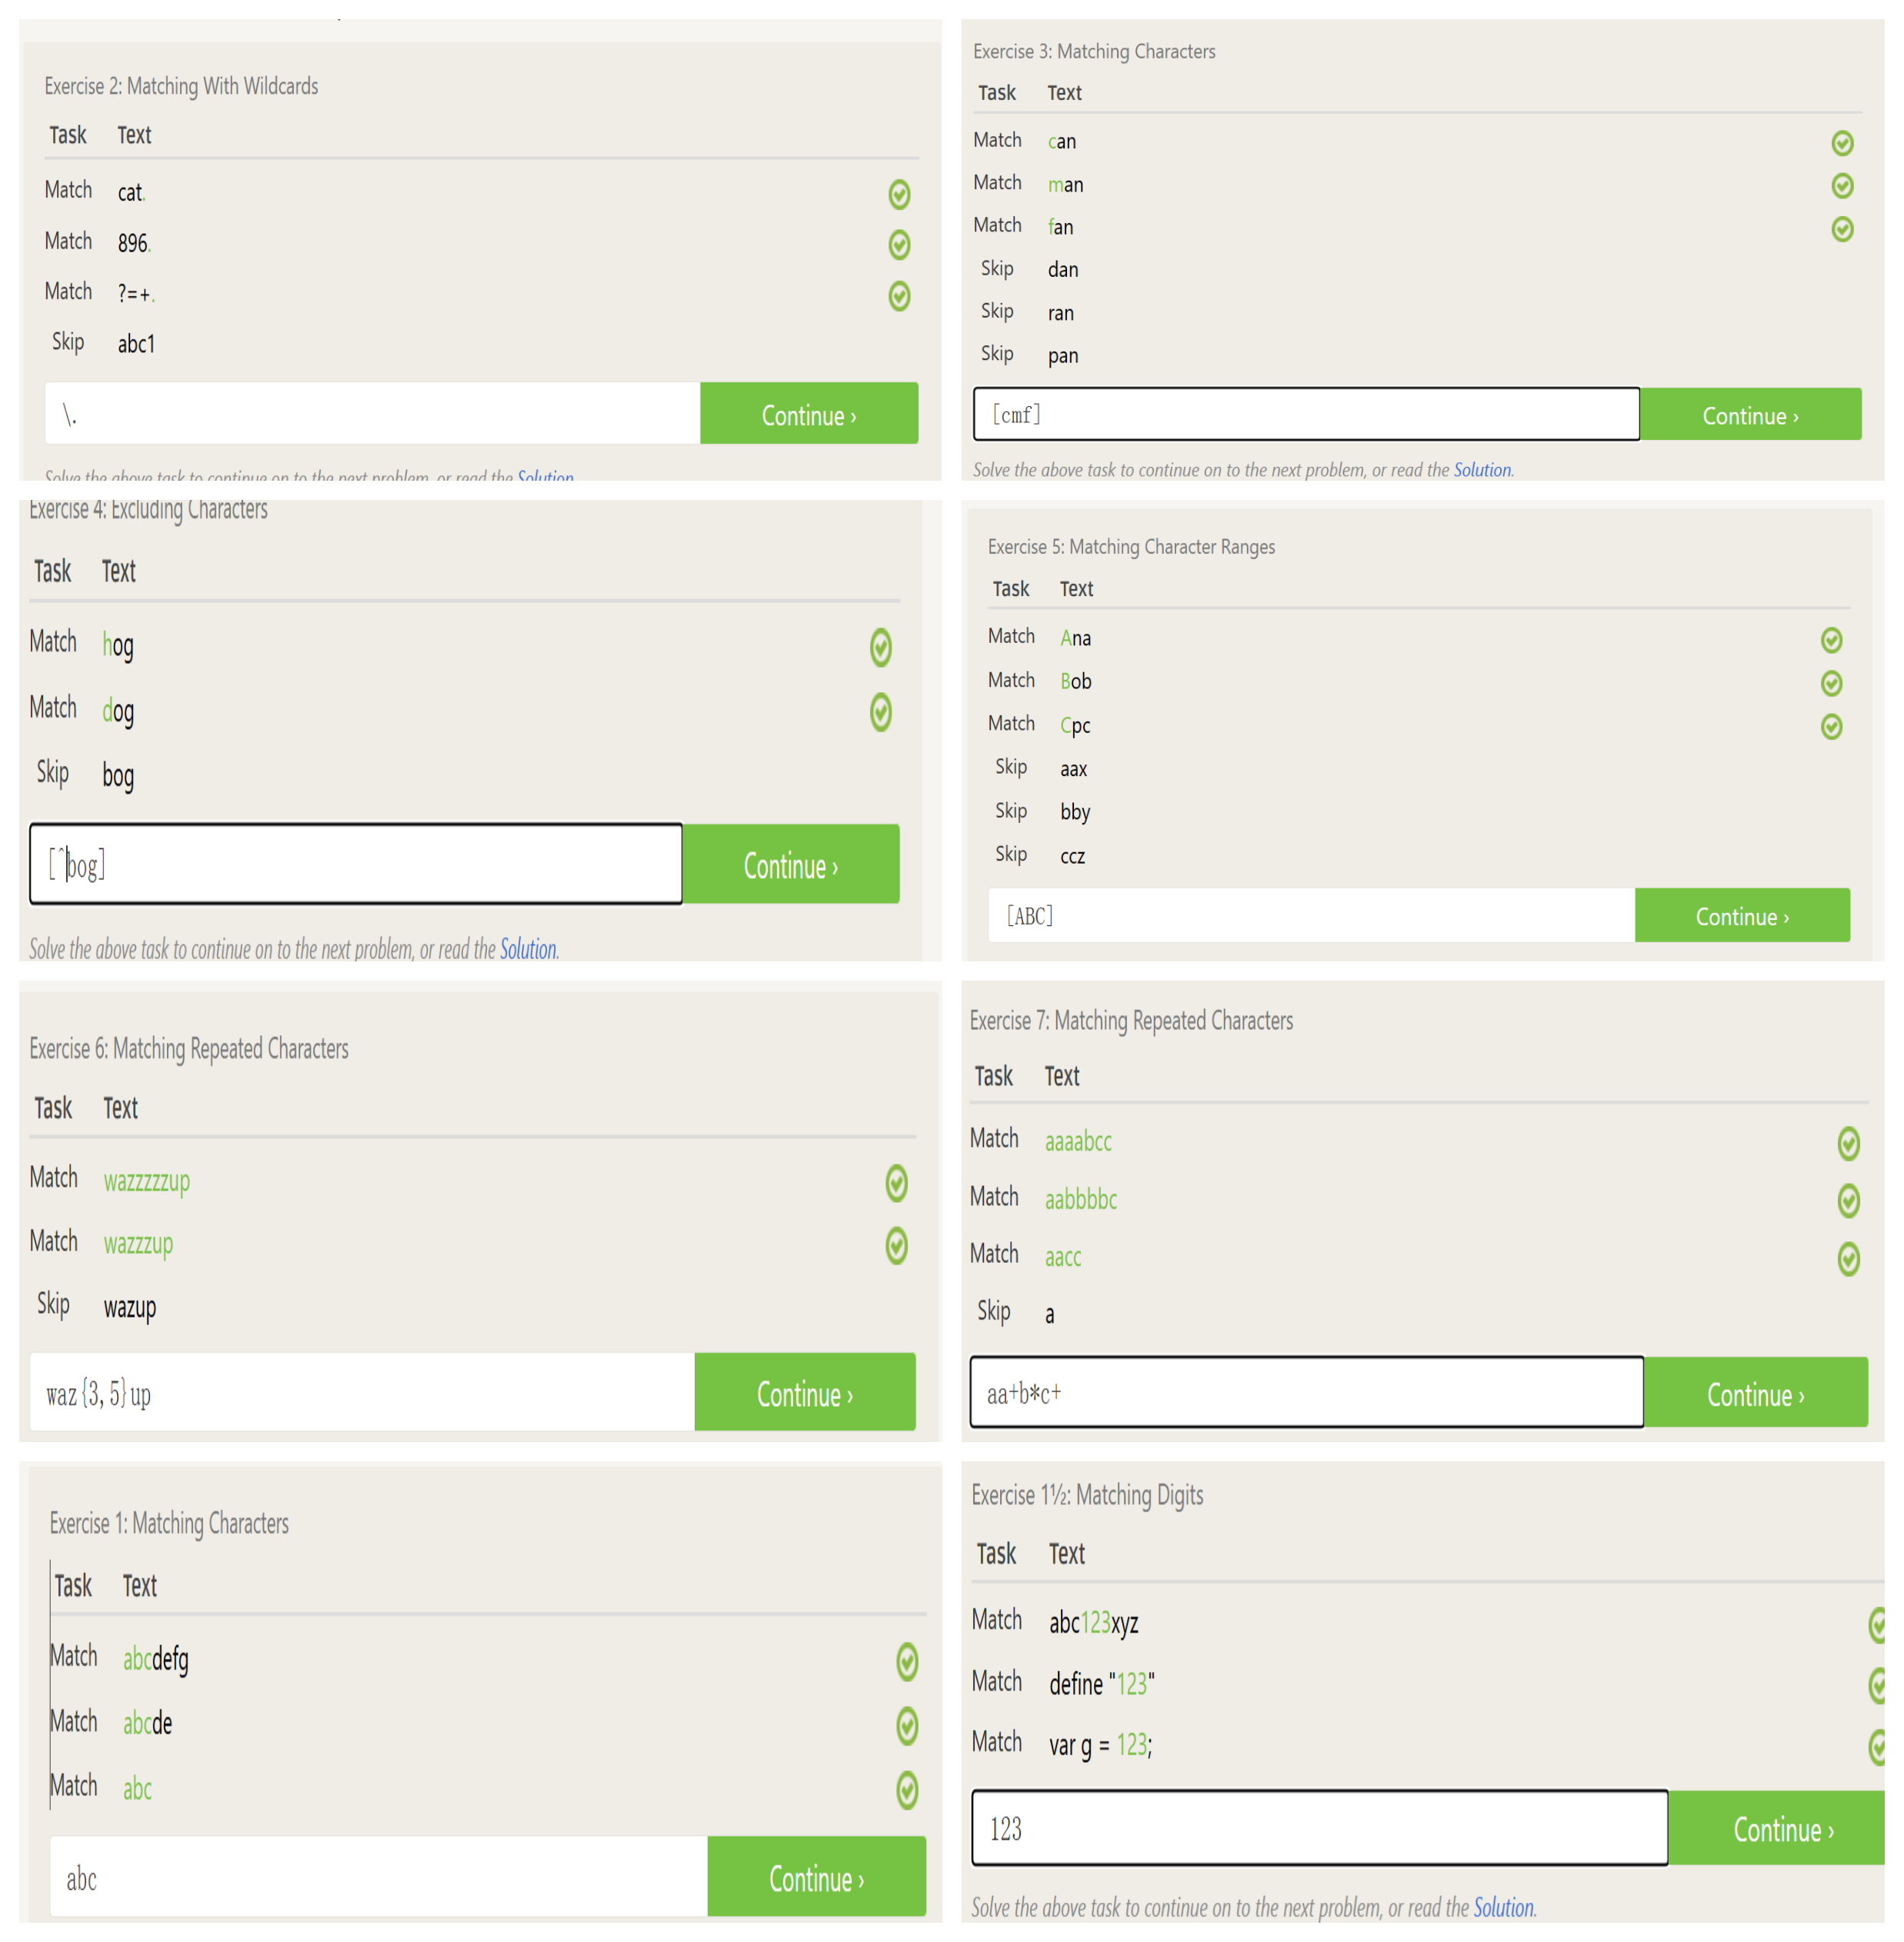 Exercise 2: Matching With Wildcards
Task Text
Match cat.
Match 896.
Match ?=+.
Skip abc1
\.
Continue ›
Solve the above task to continue on to the next problem, or read the Solution.
Exercise 3: Matching Characters
Task Text
Match can
Match man
Match fan
Skip dan
Skip ran
Skip pan
[cmf]
Continue ›
Solve the above task to continue on to the next problem, or read the Solution.
Exercise 4: Excluding Characters
Task Text
Match hog
Match dog
Skip bog
[^bog]
Continue ›
Solve the above task to continue on to the next problem, or read the Solution.
Exercise 5: Matching Character Ranges
Task Text
Match Ana
Match Bob
Match Cpc
Skip aax
Skip bby
Skip ccz
[ABC]
Continue ›
Exercise 6: Matching Repeated Characters
Task Text
Match wazzzzzup
Match wazzzup
Skip wazup
waz{3,5}up
Continue ›
Exercise 7: Matching Repeated Characters
Task Text
Match aaaabcc
Match aabbbbc
Match aacc
Skip a
aa+b*c+
Continue ›
Exercise 1: Matching Characters
Task Text
Match abcdefg
Match abcde
Match abc
abc
Continue ›
Exercise 1½: Matching Digits
Task Text
Match abc123xyz
Match define "123"
Match var g = 123;
123
Continue ›
Solve the above task to continue on to the next problem, or read the Solution.